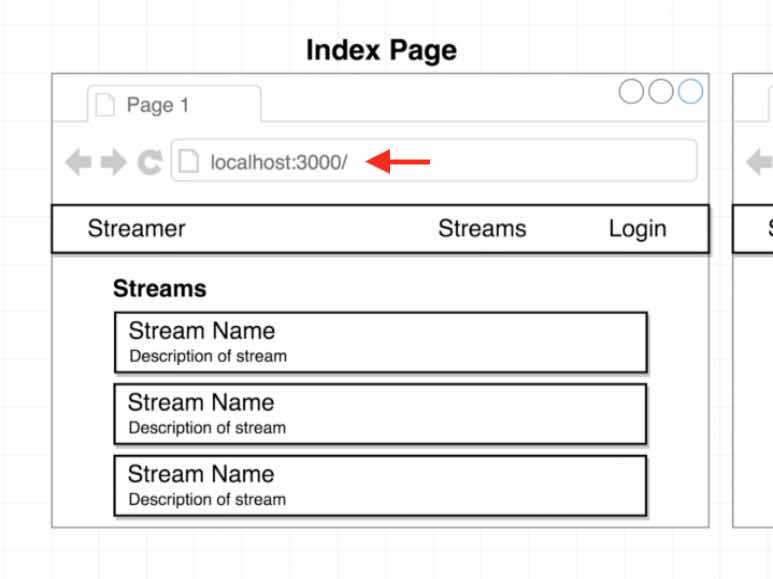 Index Page
Page 1
localhost:3000/
Streamer Streams Login
Streams
Stream Name
Description of stream
Stream Name
Description of stream
Stream Name
Description of stream